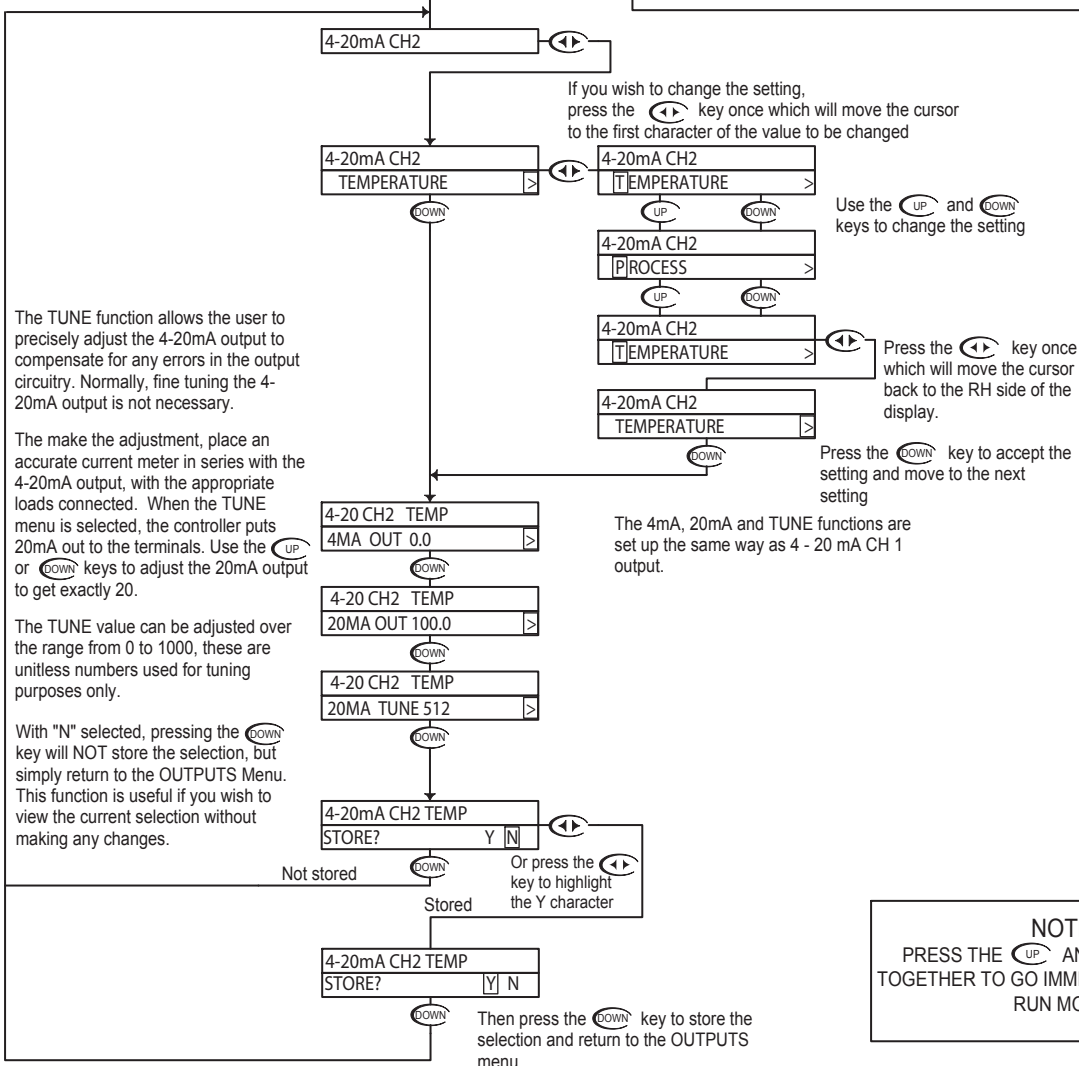 4-20mA CH2
If you wish to change the setting,
press the key once which will move the cursor
to the first character of the value to be changed
4-20mA CH2
TEMPERATURE >
DOWN
4-20mA CH2
TEMPERATURE >
UP DOWN
Use the UP and DOWN
keys to change the setting
4-20mA CH2
PROCESS >
UP DOWN
4-20mA CH2
TEMPERATURE >
Press the key once
which will move the cursor
back to the RH side of the
display.
4-20mA CH2
TEMPERATURE >
DOWN
Press the DOWN key to accept the
setting and move to the next
setting
The TUNE function allows the user to
precisely adjust the 4-20mA output to
compensate for any errors in the output
circuitry. Normally, fine tuning the 4-
20mA output is not necessary.
The make the adjustment, place an
accurate current meter in series with the
4-20mA output, with the appropriate
loads connected. When the TUNE
menu is selected, the controller puts
20mA out to the terminals. Use the UP
or DOWN keys to adjust the 20mA output
to get exactly 20.
The TUNE value can be adjusted over
the range from 0 to 1000, these are
unitless numbers used for tuning
purposes only.
With "N" selected, pressing the DOWN
key will NOT store the selection, but
simply return to the OUTPUTS Menu.
This function is useful if you wish to
view the current selection without
making any changes.
4-20 CH2 TEMP
4MA OUT 0.0 >
DOWN
The 4mA, 20mA and TUNE functions are
set up the same way as 4 - 20 mA CH 1
output.
4-20 CH2 TEMP
20MA OUT 100.0 >
DOWN
4-20 CH2 TEMP
20MA TUNE 512 >
DOWN
4-20mA CH2 TEMP
STORE? Y N
DOWN
Not stored
Or press the
key to highlight
the Y character
Stored
4-20mA CH2 TEMP
STORE? Y N
DOWN
Then press the DOWN key to store the
selection and return to the OUTPUTS
menu
NOT
PRESS THE UP AN
TOGETHER TO GO IMM
RUN MO